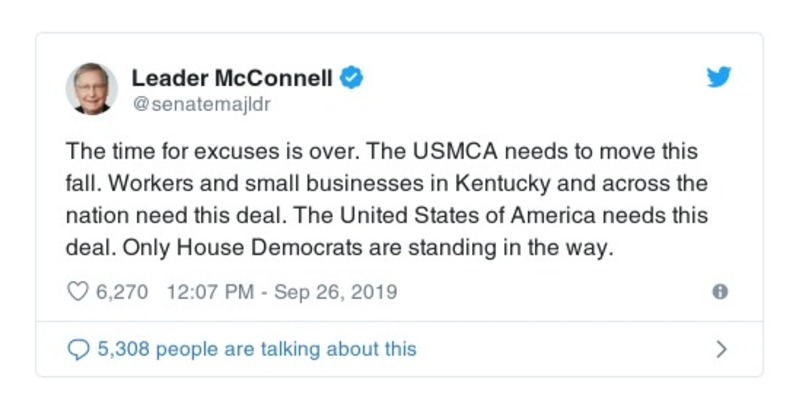 Leader McConnell
@senatemajldr
The time for excuses is over. The USMCA needs to move this
fall. Workers and small businesses in Kentucky and across the
nation need this deal. The United States of America needs this
deal. Only House Democrats are standing in the way.
6,270 12:07 PM - Sep 26, 2019
5,308 people are talking about this